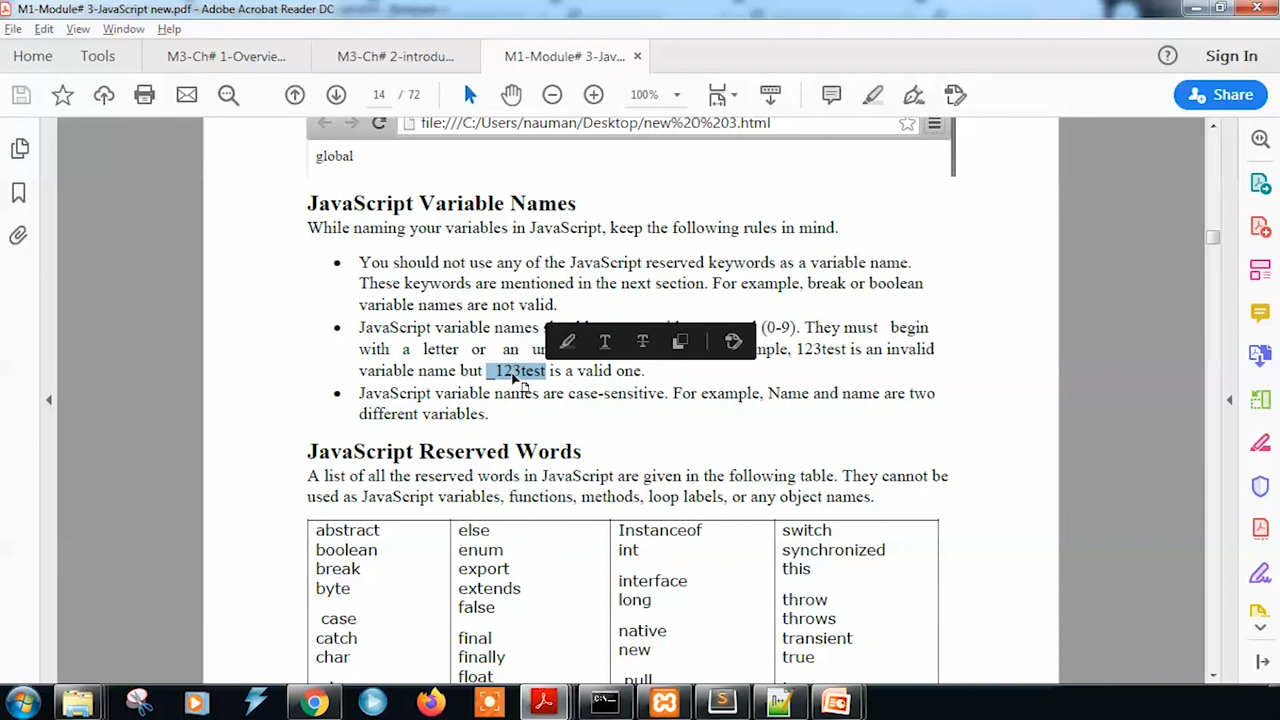 M1-Module# 3-JavaScript new.pdf - Adobe Acrobat Reader DC
File Edit View Window Help
Home Tools M3-Ch# 1-Overvie... M3-Ch# 2-introdu... M1-Module# 3-Jav... × Sign In
14 / 72 100% Share
file:///C:/Users/nauman/Desktop/new%20%203.html
global
JavaScript Variable Names
While naming your variables in JavaScript, keep the following rules in mind.
• You should not use any of the JavaScript reserved keywords as a variable name.
These keywords are mentioned in the next section. For example, break or boolean
variable names are not valid.
• JavaScript variable names (0-9). They must begin
with a letter or an 123test is an invalid
variable name but _123test is a valid one.
• JavaScript variable names are case-sensitive. For example, Name and name are two
different variables.
JavaScript Reserved Words
A list of all the reserved words in JavaScript are given in the following table. They cannot be
used as JavaScript variables, functions, methods, loop labels, or any object names.
abstract else Instanceof switch
boolean enum int synchronized
break export interface this
byte extends long throw
case false native throws
catch final new transient
char finally null true
float